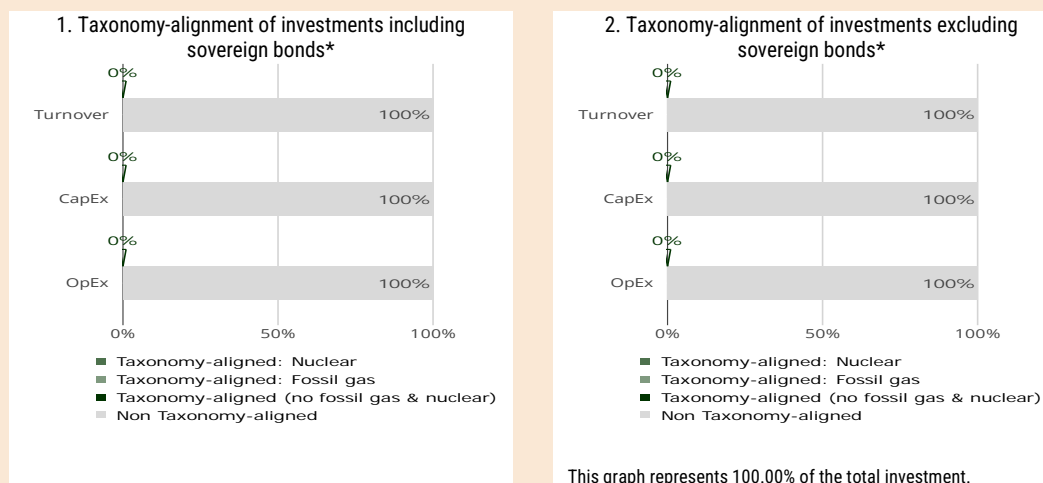 1. Taxonomy-alignment of investments including
sovereign bonds*
0%
Turnover 100%
0%
CapEx 100%
0%
OpEx 100%
0% 50% 100%
Taxonomy-aligned: Nuclear
Taxonomy-aligned: Fossil gas
Taxonomy-aligned (no fossil gas & nuclear)
Non Taxonomy-aligned
2. Taxonomy-alignment of investments excluding
sovereign bonds*
0%
Turnover 100%
0%
CapEx 100%
0%
OpEx 100%
0% 50% 100%
Taxonomy-aligned: Nuclear
Taxonomy-aligned: Fossil gas
Taxonomy-aligned (no fossil gas & nuclear)
Non Taxonomy-aligned
This graph represents 100.00% of the total investment.